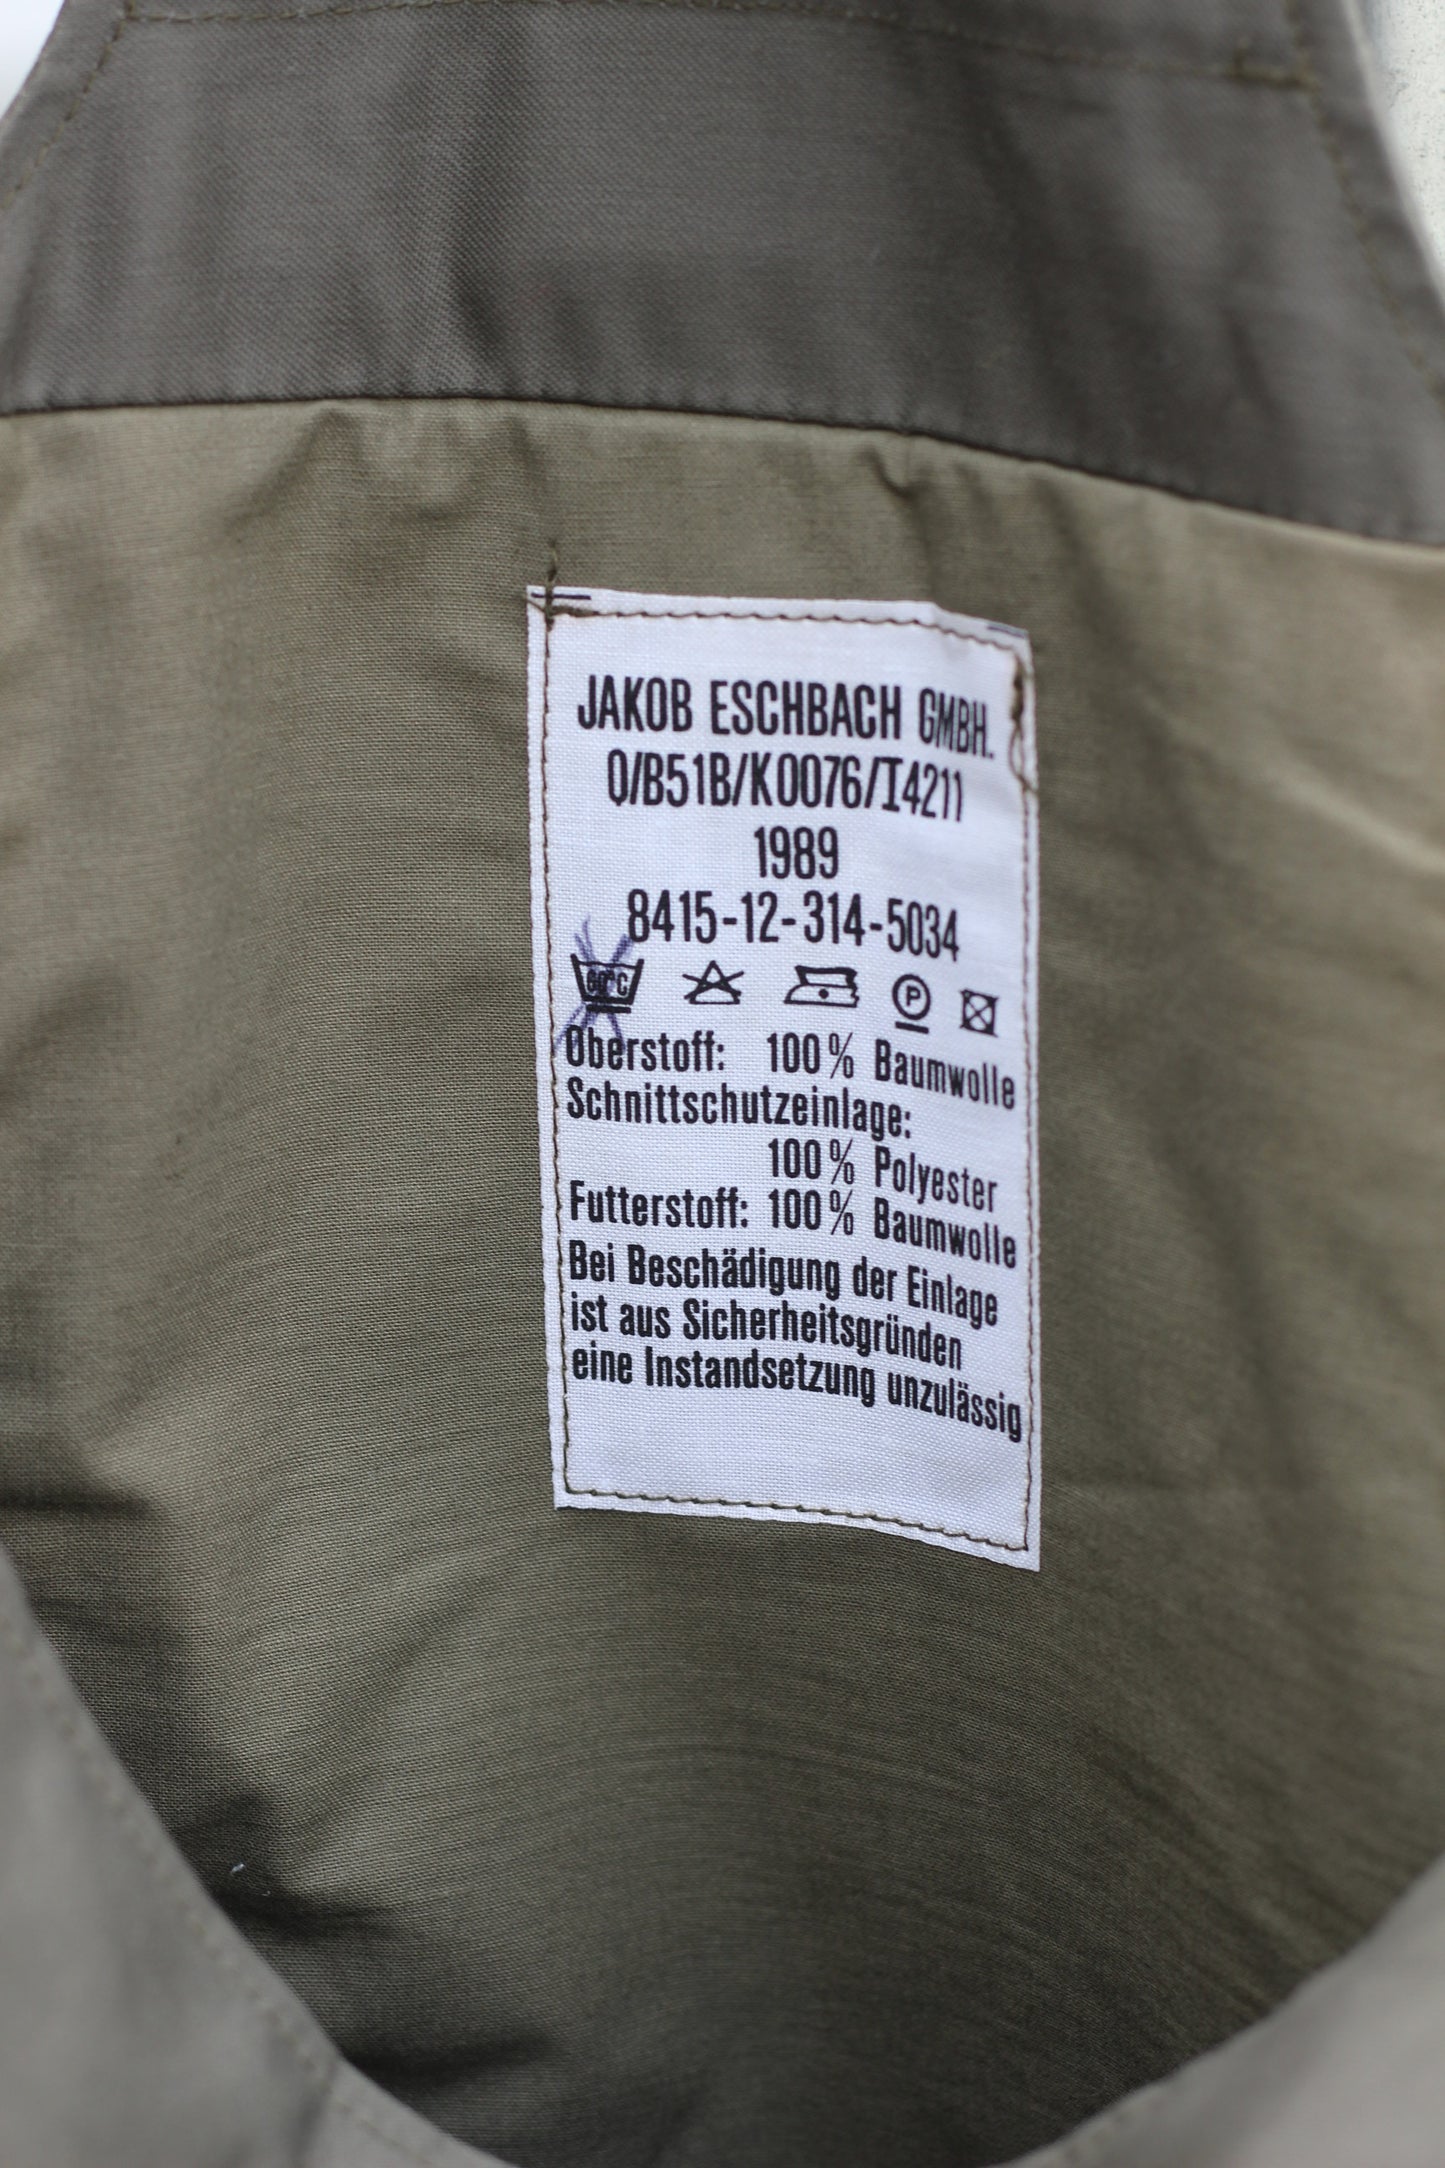 JAKOB ESCHBACH GMBH.
Q/B51B/K0076/I4211
1989
8415-12-314-5034
60°C
P
Oberstoff: 100% Baumwolle
Schnittschutzeinlage:
100% Polyester
Futterstoff: 100% Baumwolle
Bei Beschädigung der Einlage
ist aus Sicherheitsgründen
eine Instandsetzung unzulässig